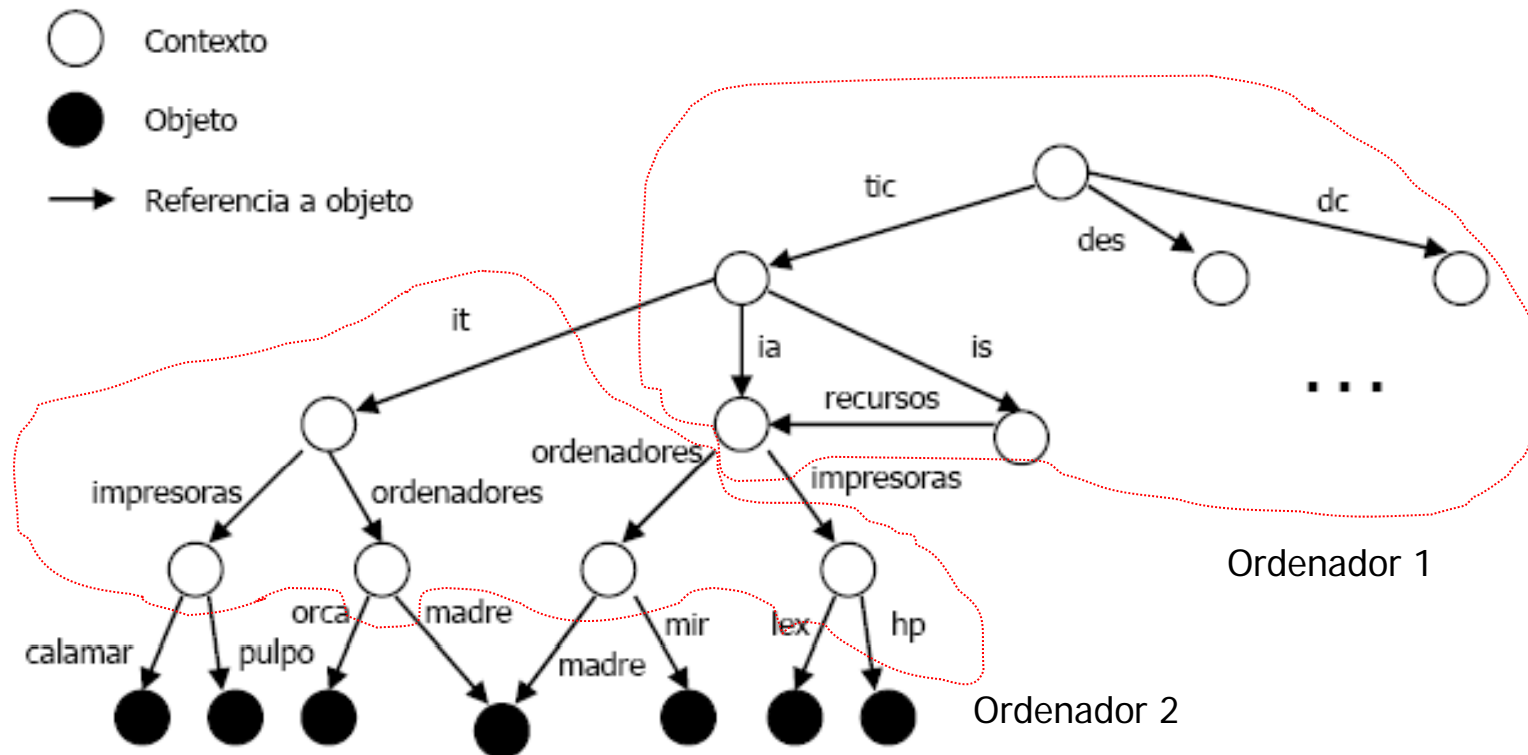 Contexto
Objeto
Referencia a objeto
tic
des
dc
it
ia
is
recursos
...
ordenadores
impresoras
impresoras
ordenadores
Ordenador 1
orca
madre
mir
lex
hp
calamar
pulpo
madre
Ordenador 2